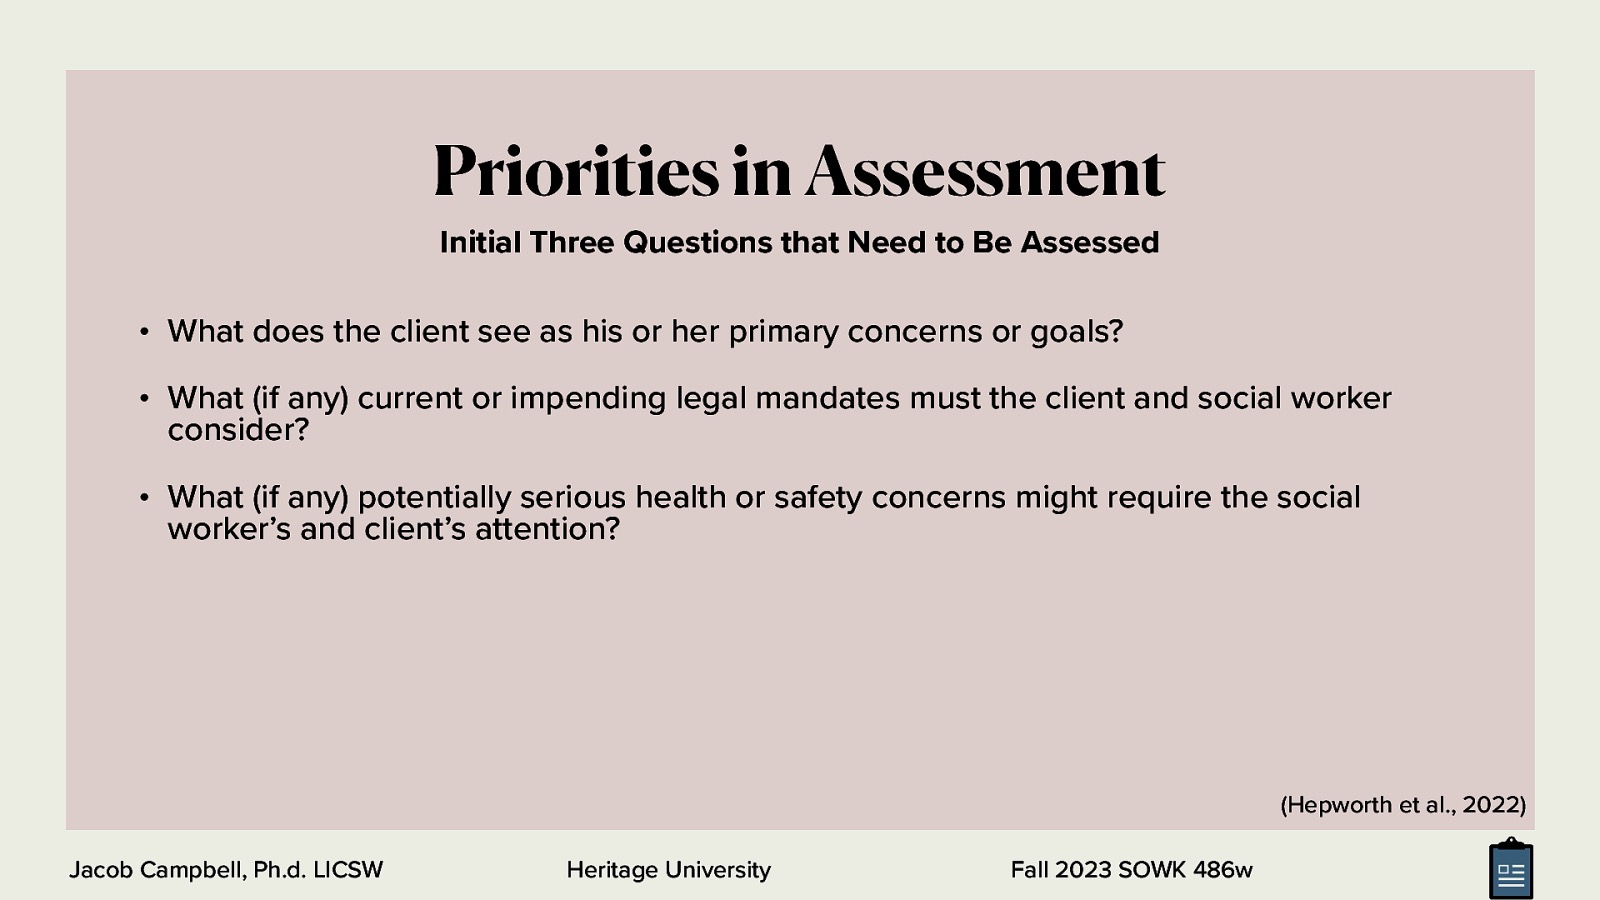 Priorities in Assessment
Initial Three Questions that Need to Be Assessed
• What does the client see as his or her primary concerns or goals?
• What (if any) current or impending legal mandates must the client and social worker
consider?
• What (if any) potentially serious health or safety concerns might require the social
worker’s and client’s attention?
(Hepworth et al., 2022)
Jacob Campbell, Ph.d. LICSW
Heritage University
Fall 2023 SOWK 486w